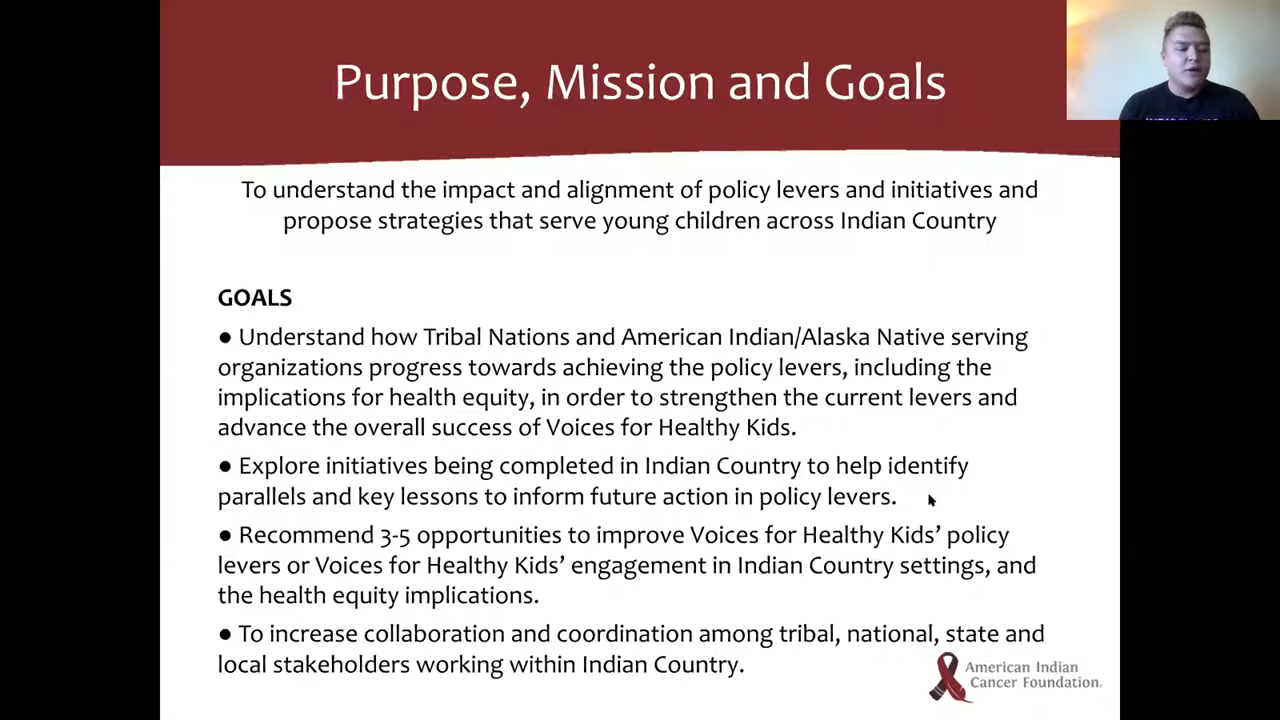 Purpose, Mission and Goals
To understand the impact and alignment of policy levers and initiatives and
propose strategies that serve young children across Indian Country
GOALS
● Understand how Tribal Nations and American Indian/Alaska Native serving
organizations progress towards achieving the policy levers, including the
implications for health equity, in order to strengthen the current levers and
advance the overall success of Voices for Healthy Kids.
● Explore initiatives being completed in Indian Country to help identify
parallels and key lessons to inform future action in policy levers.
● Recommend 3-5 opportunities to improve Voices for Healthy Kids’ policy
levers or Voices for Healthy Kids’ engagement in Indian Country settings, and
the health equity implications.
● To increase collaboration and coordination among tribal, national, state and
local stakeholders working within Indian Country.
American Indian
Cancer Foundation.